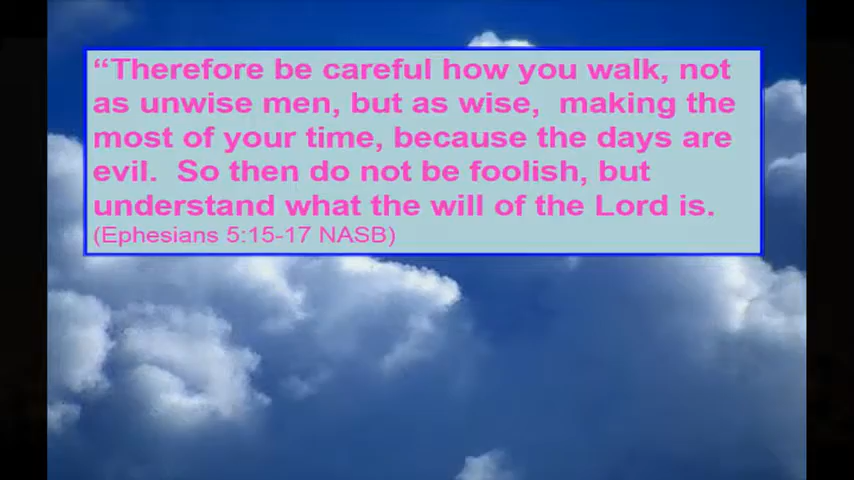 “Therefore be careful how you walk, not
as unwise men, but as wise,  making the
most of your time, because the days are
evil.  So then do not be foolish, but
understand what the will of the Lord is.
(Ephesians 5:15-17 NASB)